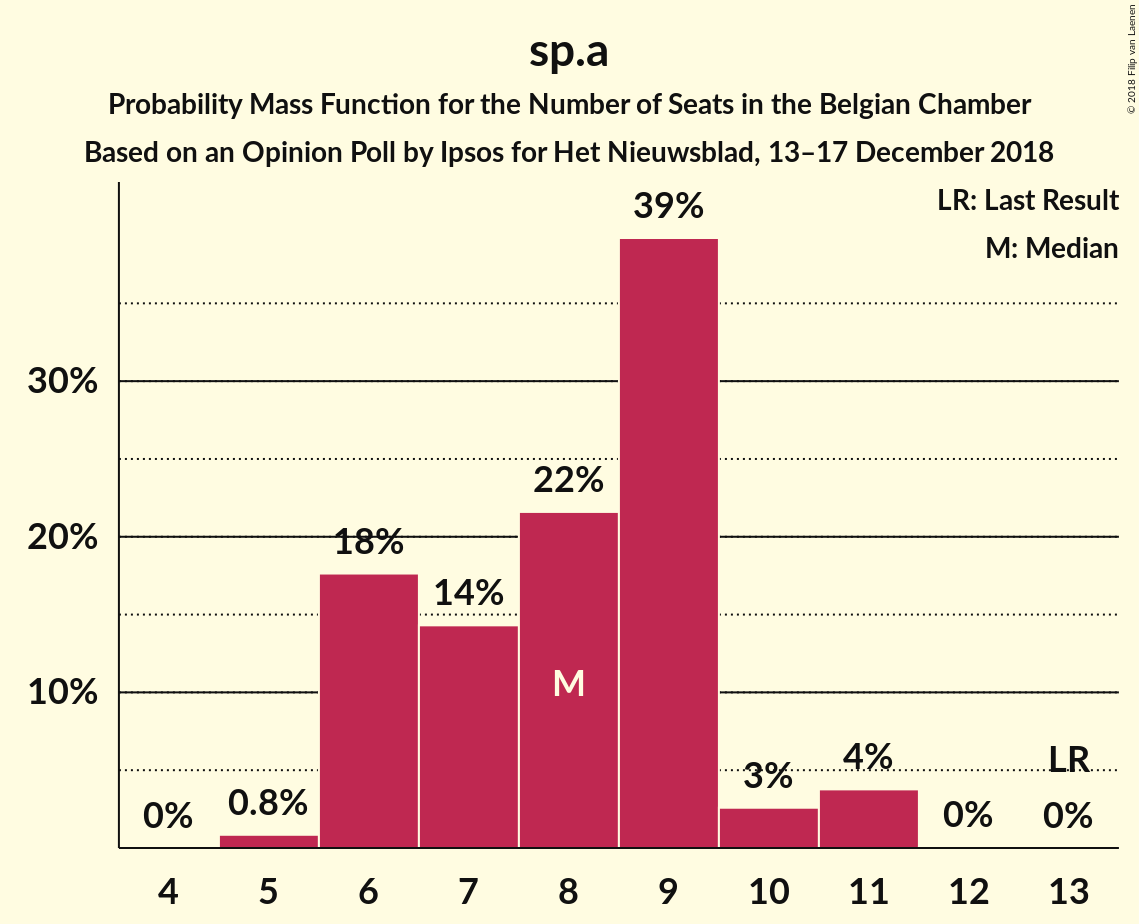 sp.a
Probability Mass Function for the Number of Seats in the Belgian Chamber
Based on an Opinion Poll by Ipsos for Het Nieuwsblad, 13–17 December 2018
© 2018 Filip van Laenen
LR: Last Result
M: Median
39%
30%
22%
20%
18%
14%
10%
M
4%
3%
LR
0%
0.8%
0%
0%
4 5 6 7 8 9 10 11 12 13